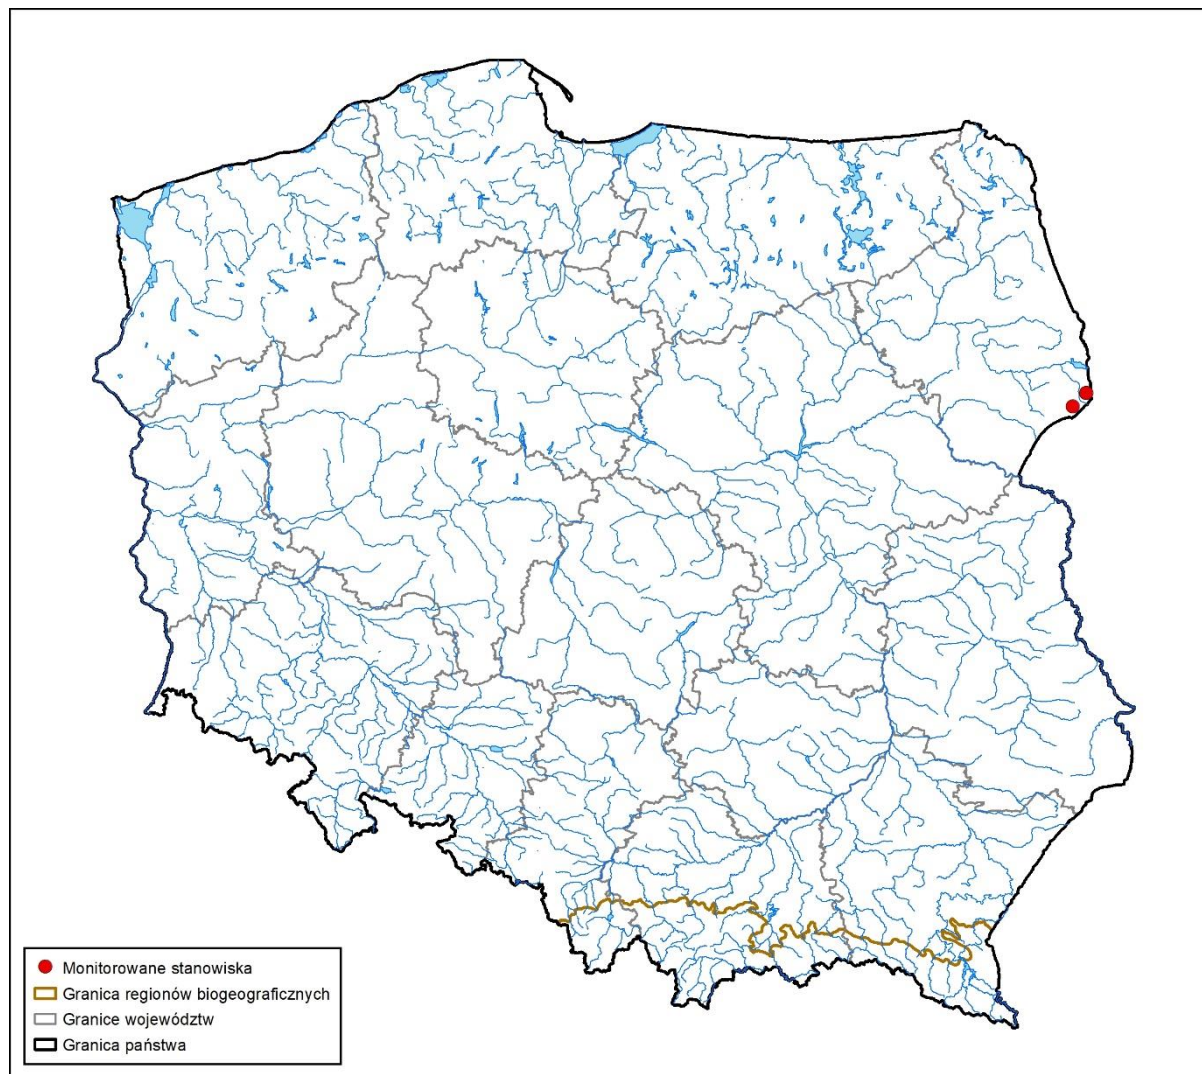 Monitorowane stanowiska
Granica regionów biogeograficznych
Granice województw
Granica państwa